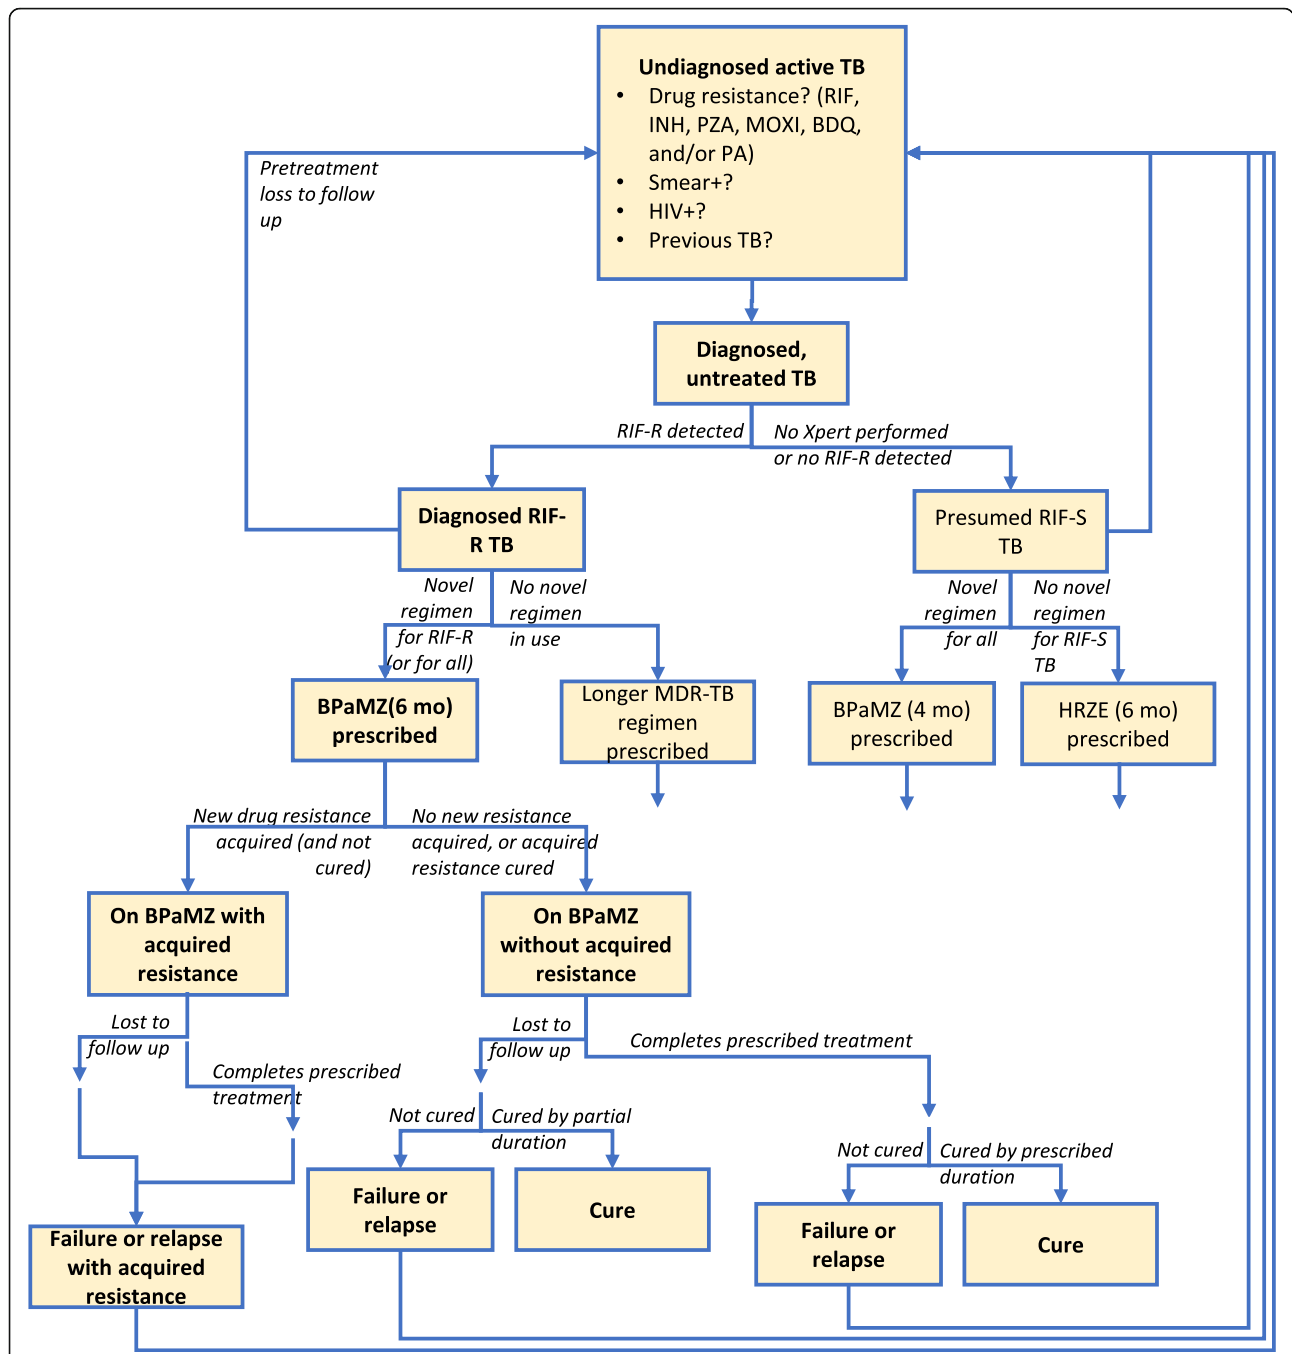 Undiagnosed active TB
• Drug resistance? (RIF,
INH, PZA, MOXI, BDQ,
and/or PA)
• Smear+?
• HIV+?
• Previous TB?
Pretreatment
loss to follow
up
Diagnosed,
untreated TB
RIF-R detected
No Xpert performed
or no RIF-R detected
Diagnosed RIF-
R TB
Presumed RIF-S
TB
Novel
regimen
for RIF-R
(or for all)
No novel
regimen
in use
Novel
regimen
for all
No novel
regimen
for RIF-S
TB
BPaMZ(6 mo)
prescribed
Longer MDR-TB
regimen
prescribed
BPaMZ (4 mo)
prescribed
HRZE (6 mo)
prescribed
New drug resistance
acquired (and not
cured)
No new resistance
acquired, or acquired
resistance cured
On BPaMZ with
acquired
resistance
On BPaMZ
without acquired
resistance
Lost to
follow up
Completes prescribed
treatment
Lost to
follow up
Completes prescribed treatment
Not cured
Cured by partial
duration
Not cured
Cured by prescribed
duration
Failure or
relapse
Cure
Failure or
relapse
Cure
Failure or relapse
with acquired
resistance